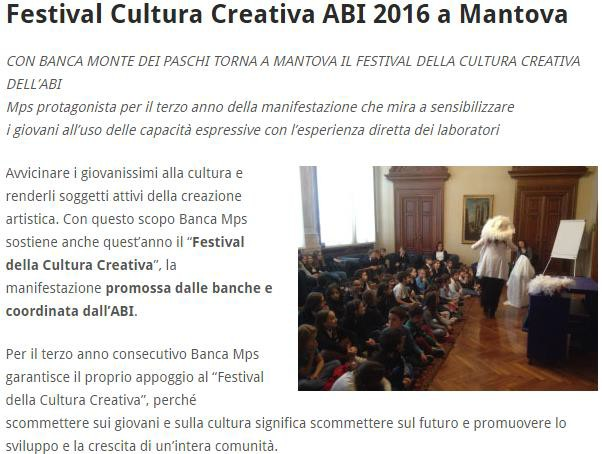 Festival Cultura Creativa ABI 2016 a Mantova
CON BANCA MONTE DEI PASCHI TORNA A MANTOVA IL FESTIVAL DELLA CULTURA CREATIVA
DELL’ABI
Mps protagonista per il terzo anno della manifestazione che mira a sensibilizzare
i giovani all’uso delle capacità espressive con l’esperienza diretta dei laboratori
Avvicinare i giovanissimi alla cultura e
renderli soggetti attivi della creazione
artistica. Con questo scopo Banca Mps
sostiene anche quest’anno il “Festival
della Cultura Creativa”, la
manifestazione promossa dalle banche e
coordinata dall’ABI.
Per il terzo anno consecutivo Banca Mps
garantisce il proprio appoggio al “Festival
della Cultura Creativa”, perché
scommettere sui giovani e sulla cultura significa scommettere sul futuro e promuovere lo
sviluppo e la crescita di un’intera comunità.